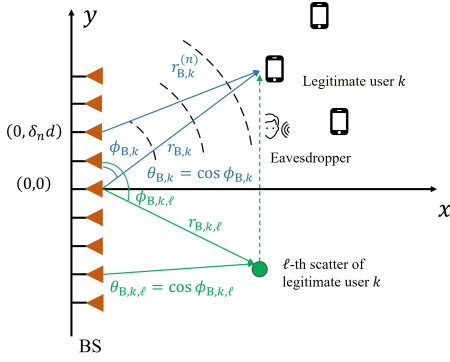 y
r_{B,k}^{(n)}
Legitimate user k
(0, δ_n d)
ϕ_{B,k}
r_{B,k}
Eavesdropper
θ_{B,k} = cos ϕ_{B,k}
(0,0)
ϕ_{B,k,ℓ}
x
r_{B,k,ℓ}
ℓ-th scatter of
legitimate user k
θ_{B,k,ℓ} = cos ϕ_{B,k,ℓ}
BS